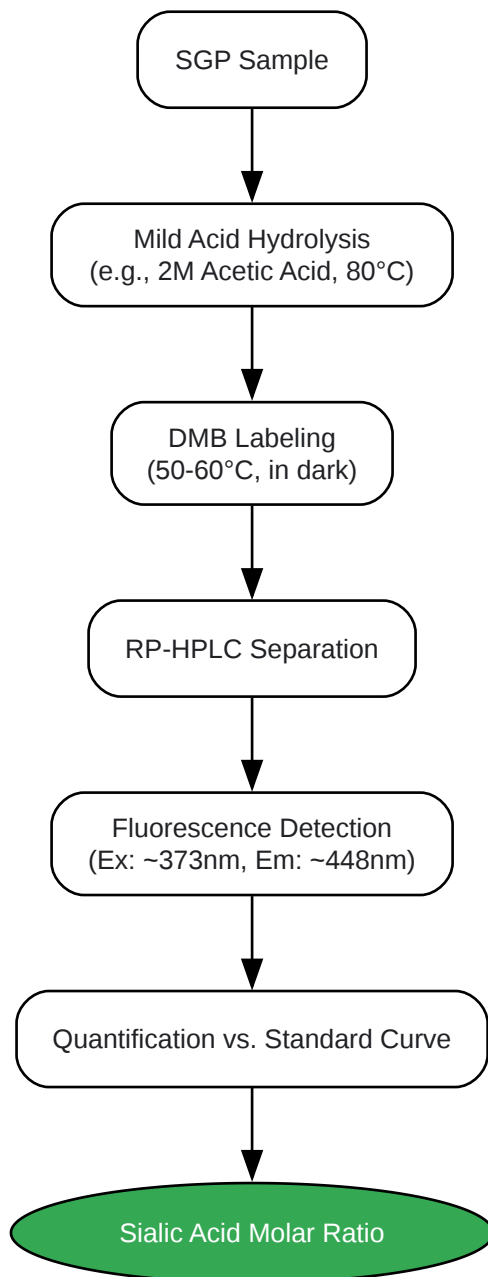 SGP Sample
Mild Acid Hydrolysis
(e.g., 2M Acetic Acid, 80°C)
DMB Labeling
(50-60°C, in dark)
RP-HPLC Separation
Fluorescence Detection
(Ex: ~373nm, Em: ~448nm)
Quantification vs. Standard Curve
Sialic Acid Molar Ratio